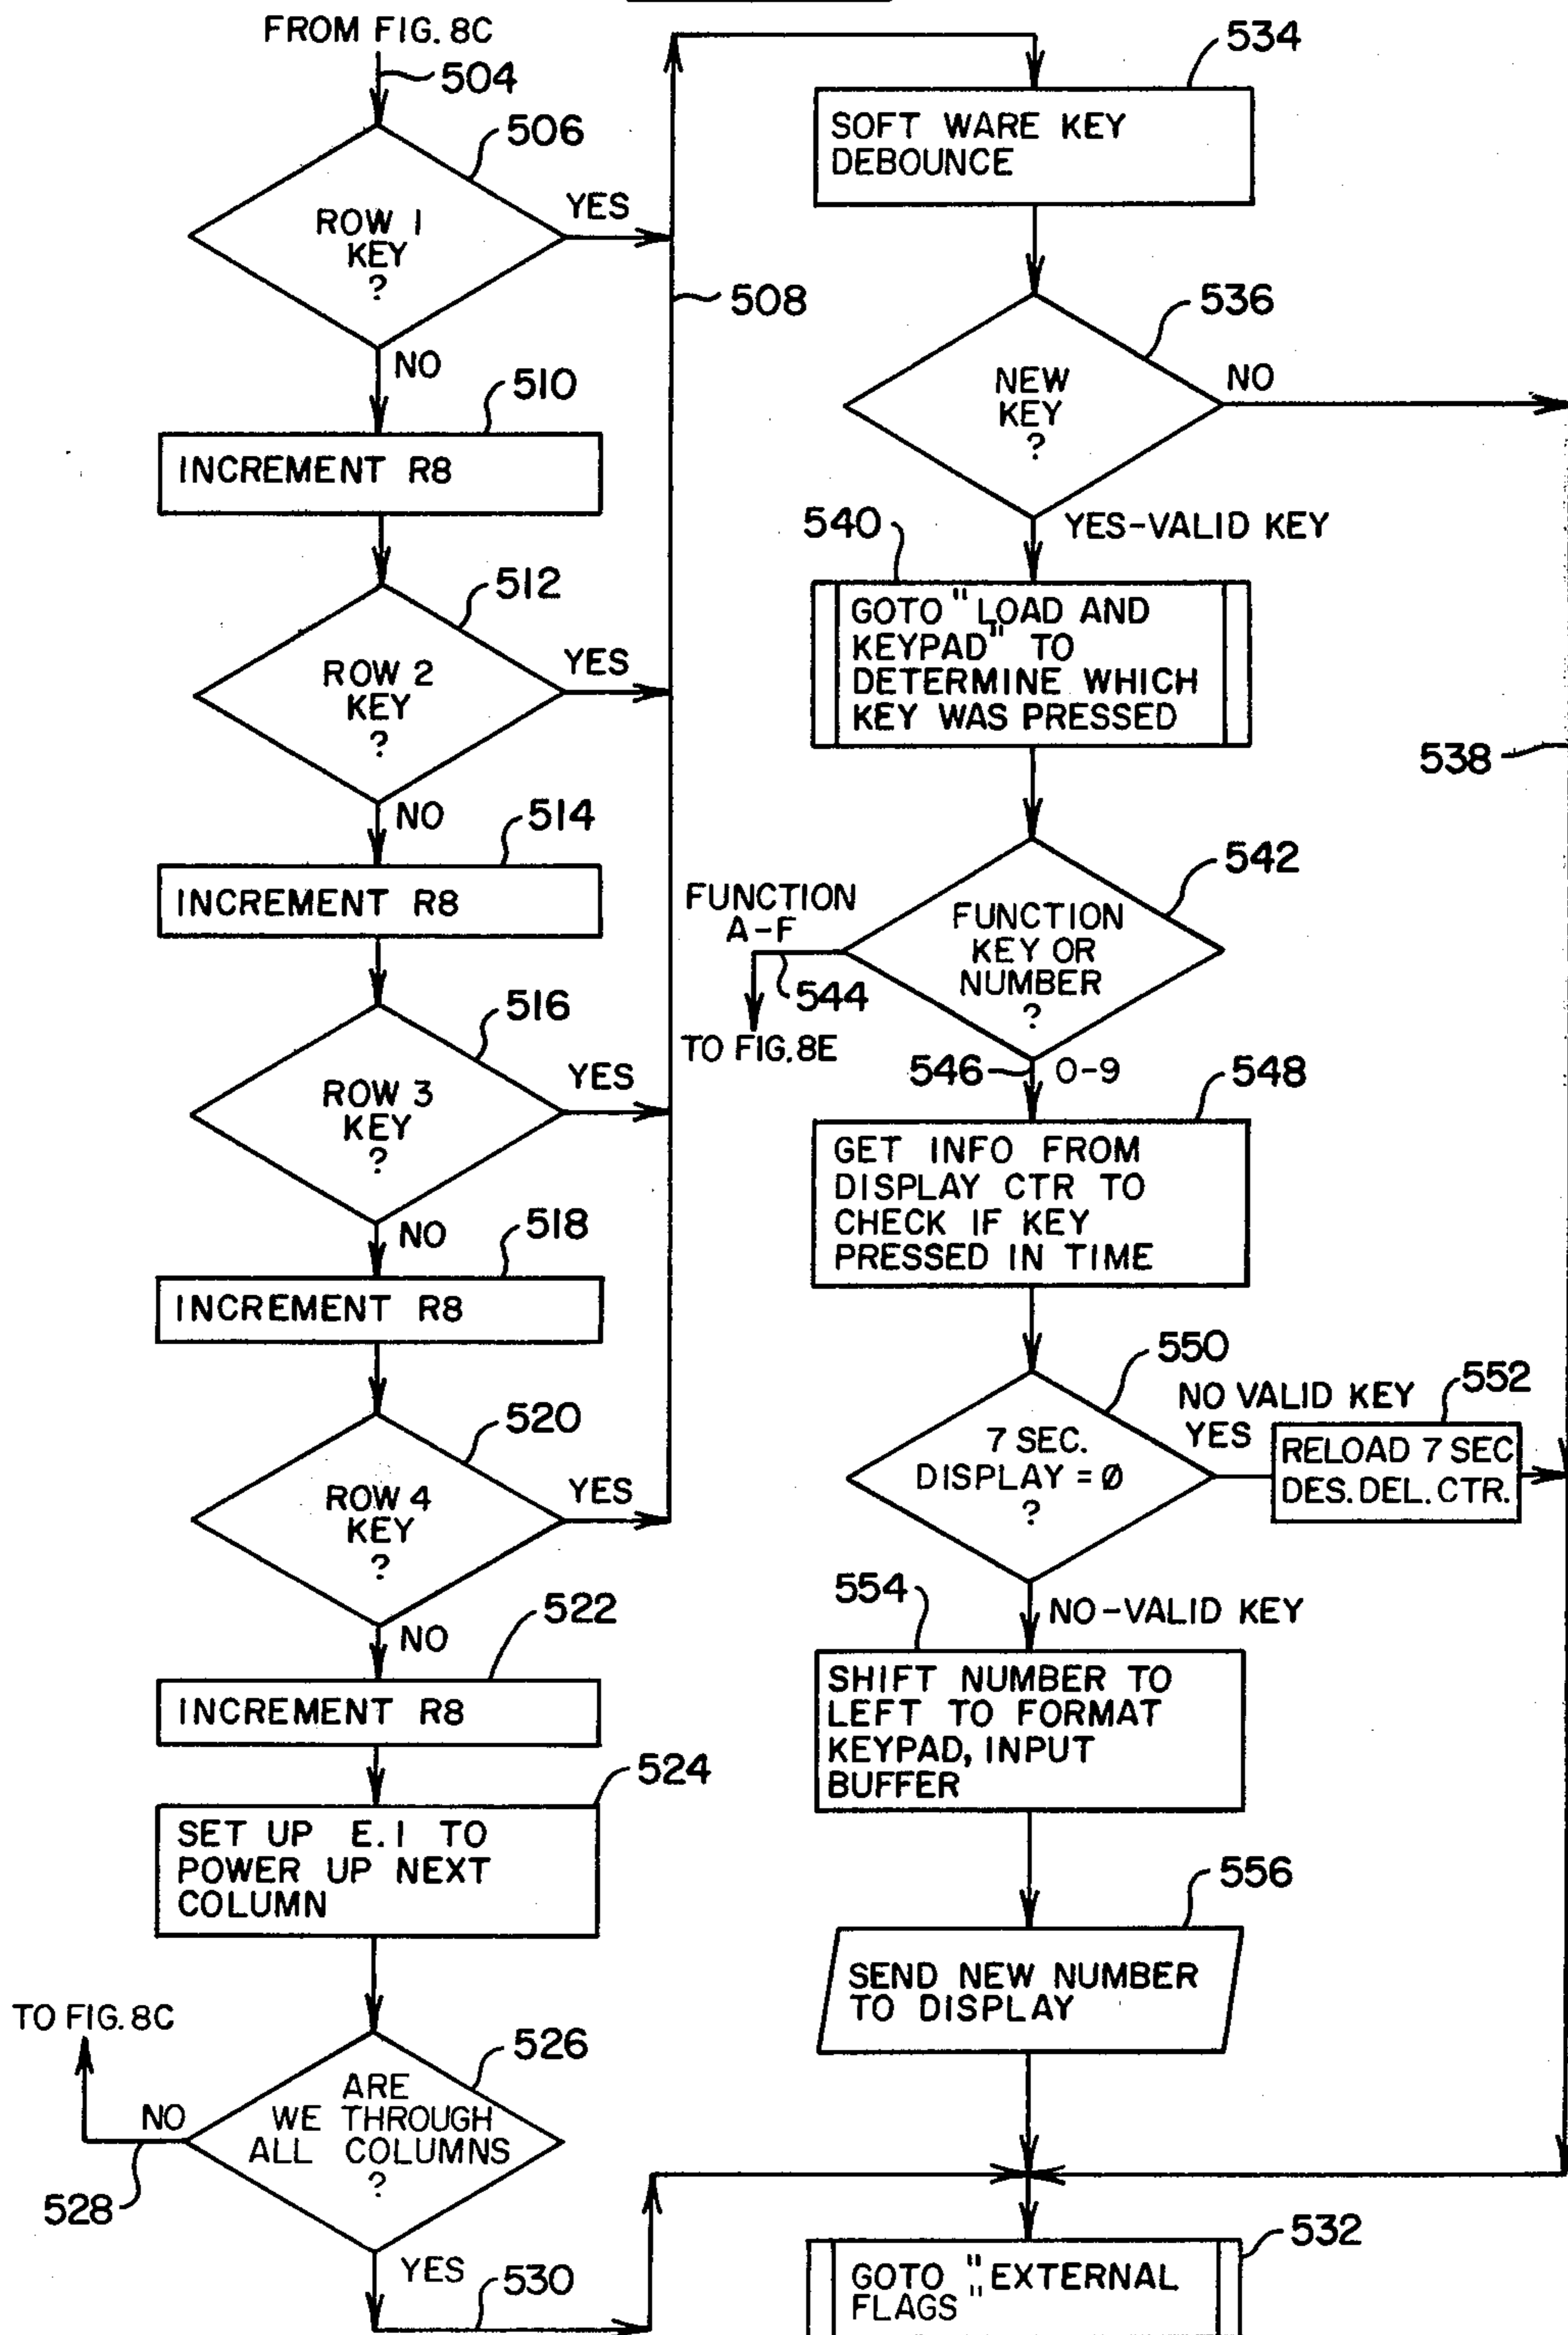 FROM FIG. 8C
504
506
ROW 1
KEY
?
YES
NO
508
510
INCREMENT R8
512
ROW 2
KEY
?
YES
NO
514
INCREMENT R8
516
ROW 3
KEY
?
YES
NO
518
INCREMENT R8
520
ROW 4
KEY
?
YES
NO
522
INCREMENT R8
524
SET UP E.1 TO
POWER UP NEXT
COLUMN
TO FIG. 8C
526
ARE
WE THROUGH
ALL COLUMNS
?
NO
528
YES
530
534
SOFT WARE KEY
DEBOUNCE
536
NEW
KEY
?
NO
538
YES-VALID KEY
540
GOTO "LOAD AND
KEYPAD" TO
DETERMINE WHICH
KEY WAS PRESSED
542
FUNCTION
KEY OR
NUMBER
?
FUNCTION
A-F
544
TO FIG. 8E
546
0-9
548
GET INFO FROM
DISPLAY CTR TO
CHECK IF KEY
PRESSED IN TIME
550
7 SEC.
DISPLAY = Ø
?
NO VALID KEY
YES
552
RELOAD 7 SEC
DES. DEL. CTR.
NO-VALID KEY
554
SHIFT NUMBER TO
LEFT TO FORMAT
KEYPAD, INPUT
BUFFER
556
SEND NEW NUMBER
TO DISPLAY
532
GOTO "EXTERNAL
FLAGS"